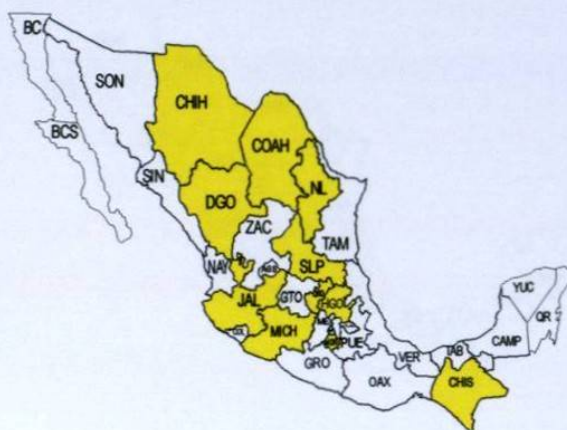 BC
SON
CHIH
BCS
COAH
SIN
NL
DGO
ZAC
TAM
NAY
AGS
SLP
JAL
GTO
HGO
YUC
QR
MICH
PUE
TAB
CAMP
VER
GRO
OAX
CHIS